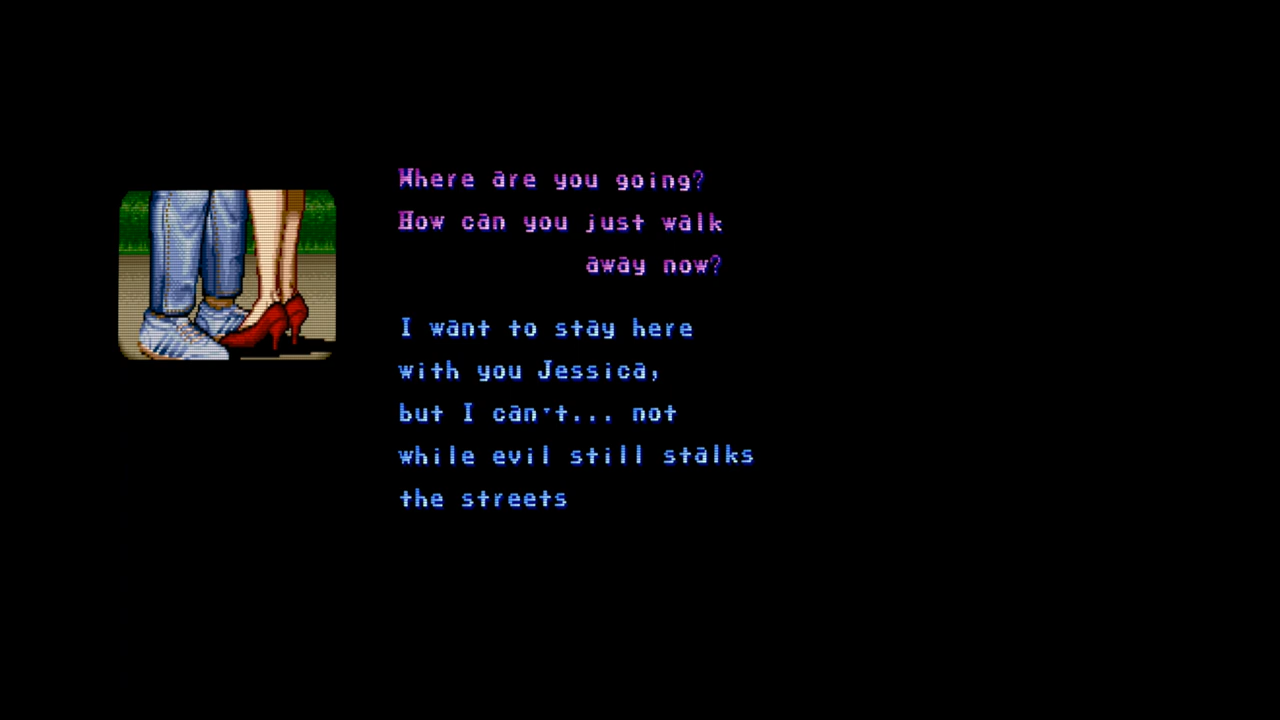 Where are you going?
How can you just walk
away now?
I want to stay here
with you Jessica,
but I can't... not
while evil still stalks
the streets